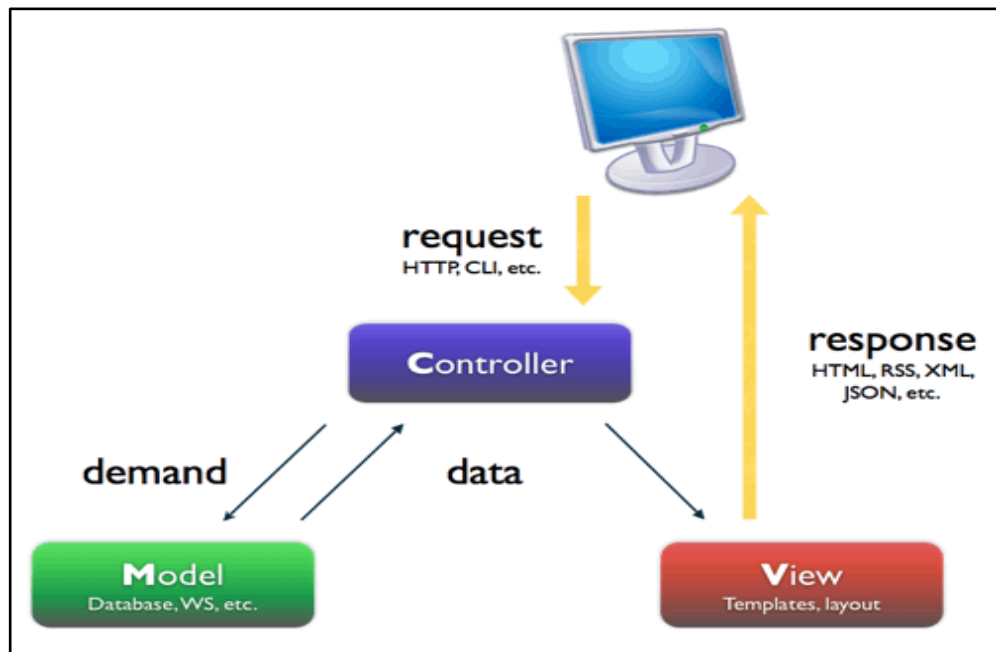 request
HTTP, CLI, etc.
Controller
response
HTML, RSS, XML,
JSON, etc.
demand
data
Model
Database, WS, etc.
View
Templates, layout